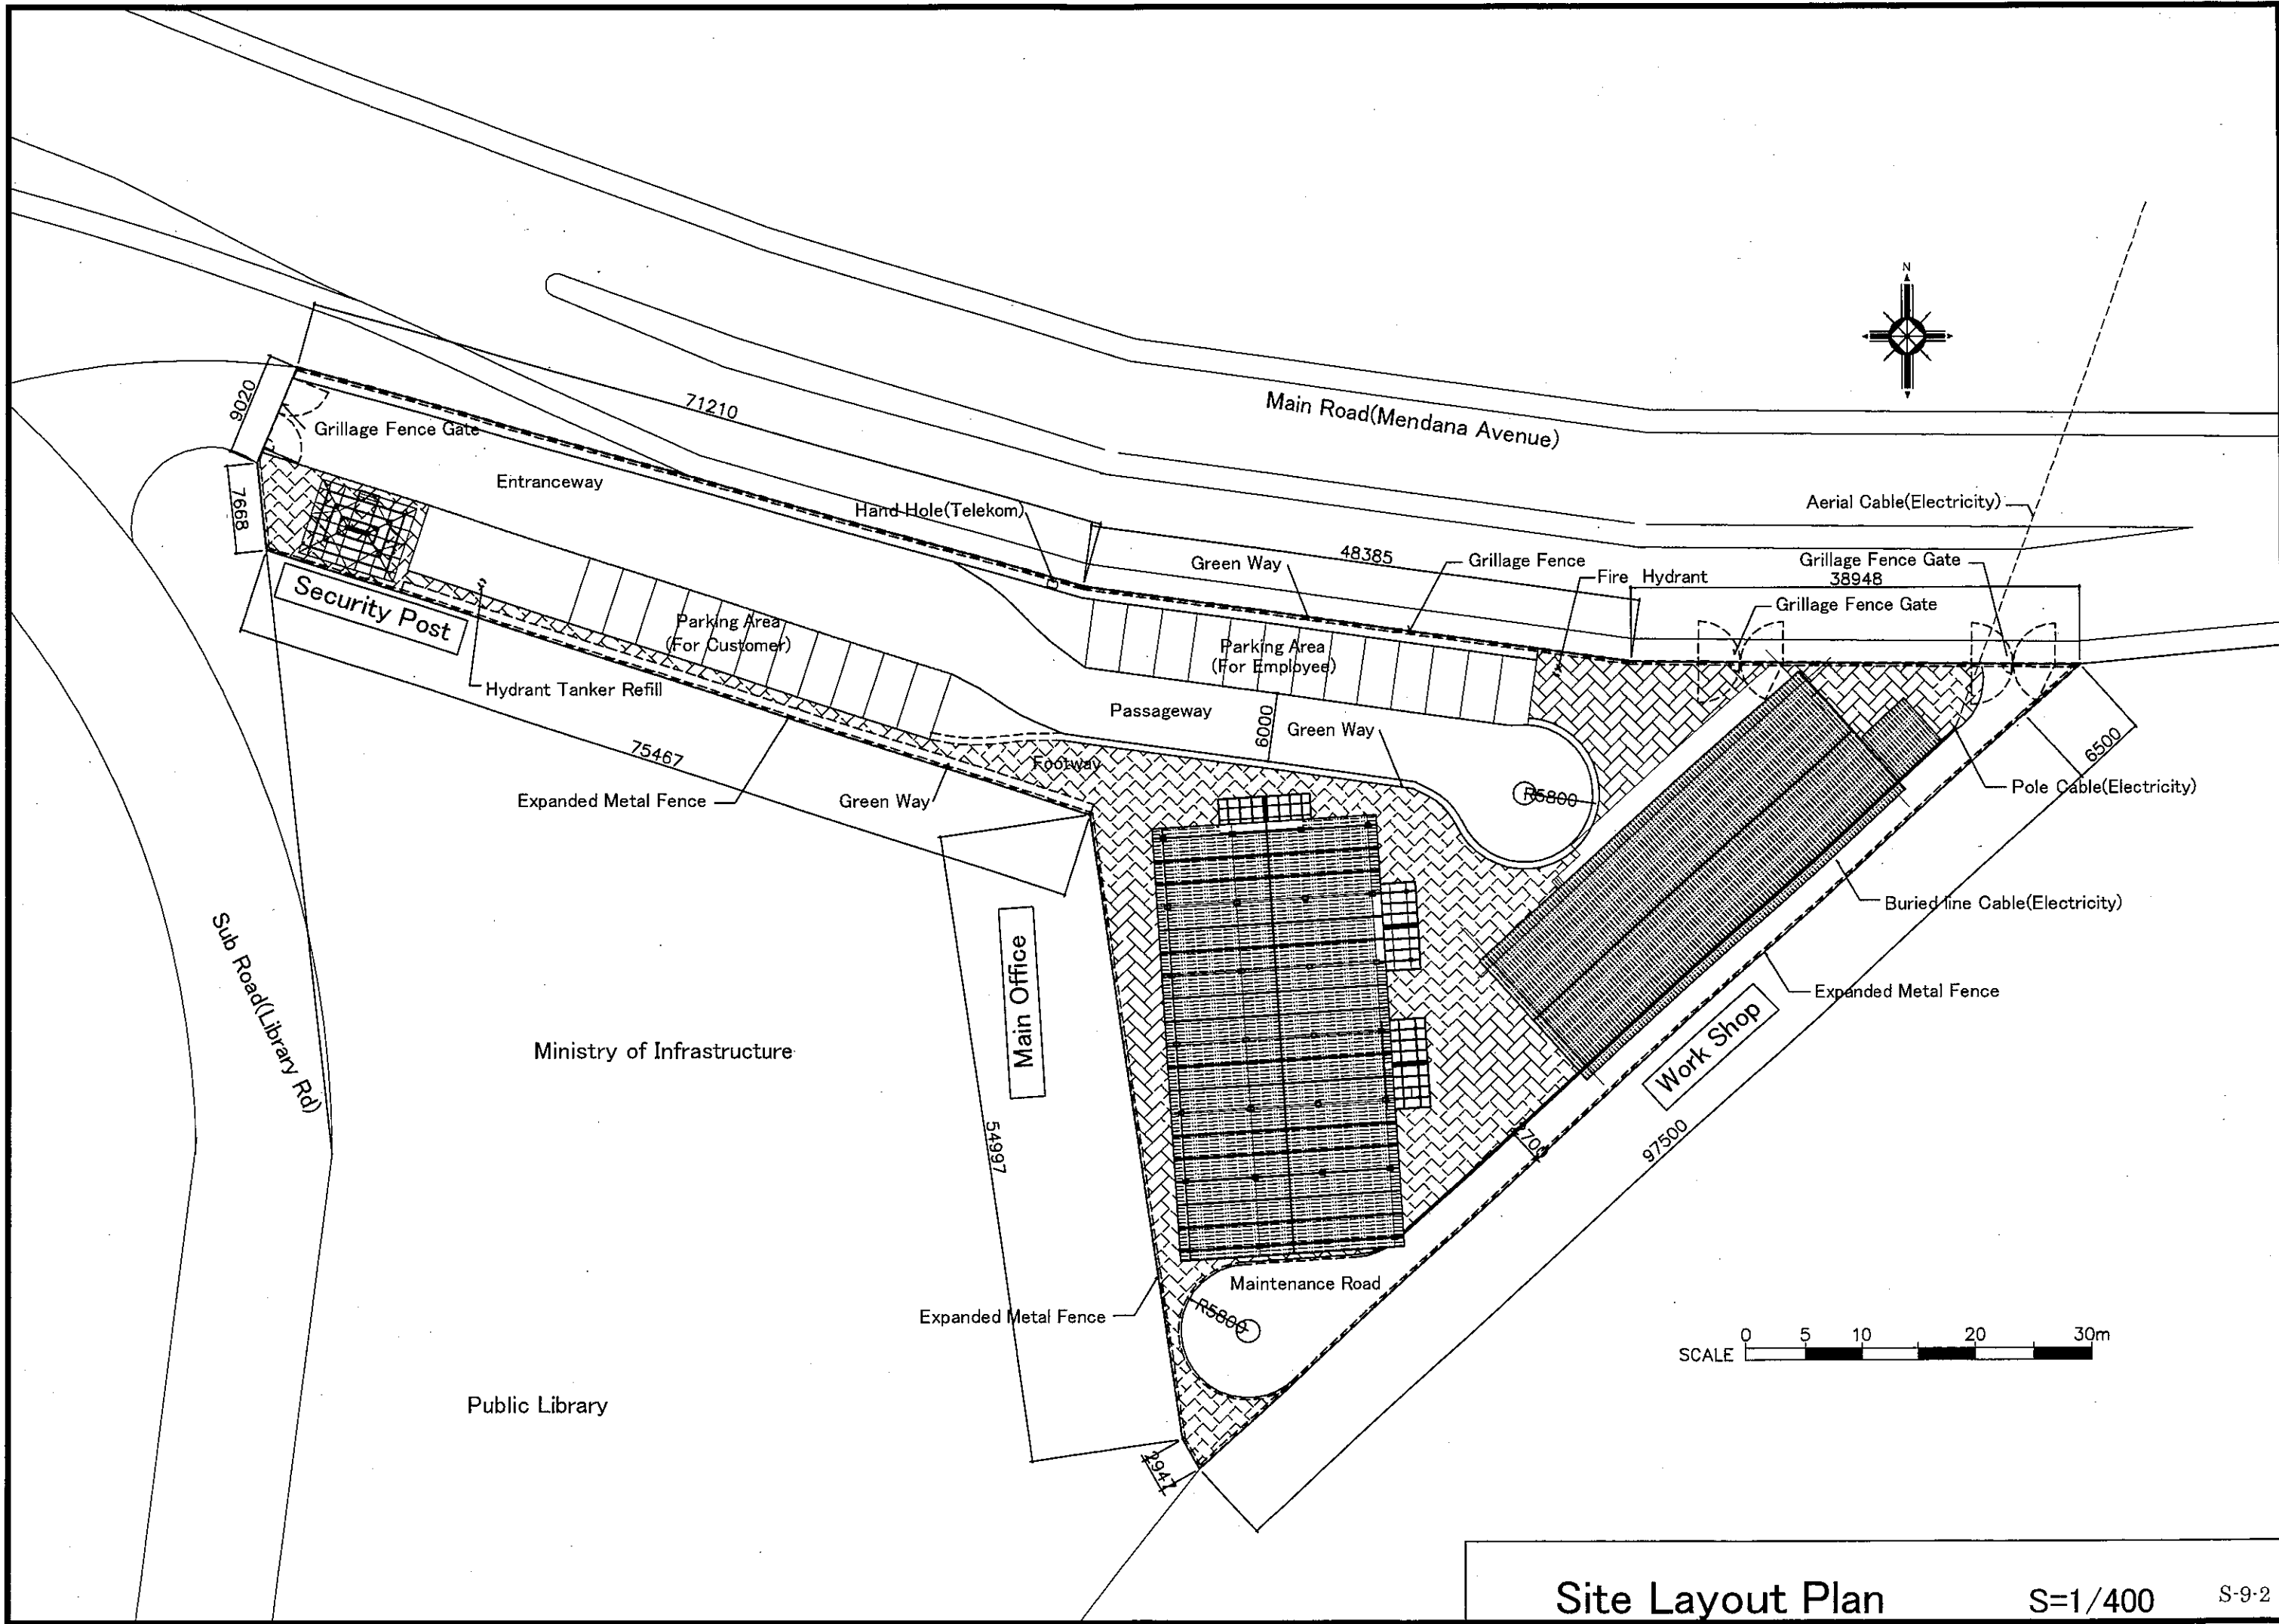 N
9020
71210
Main Road(Mendana Avenue)
Grillage Fence Gate
Entranceway
7668
Hand Hole(Telekom)
Aerial Cable(Electricity)
48385
Green Way
Grillage Fence
Grillage Fence Gate
Fire Hydrant
38948
Grillage Fence Gate
Security Post
Parking Area
(For Customer)
Parking Area
(For Employee)
Hydrant Tanker Refill
Passageway
6000
Green Way
75467
Footway
6500
Expanded Metal Fence
Green Way
R5800
Pole Cable(Electricity)
Buried line Cable(Electricity)
Sub Road(Library Rd)
Main Office
Expanded Metal Fence
Ministry of Infrastructure
Work Shop
54997
97500
Maintenance Road
Expanded Metal Fence
R5800
SCALE 0 5 10 20 30m
Public Library
2947
Site Layout Plan S=1/400 S-9-2